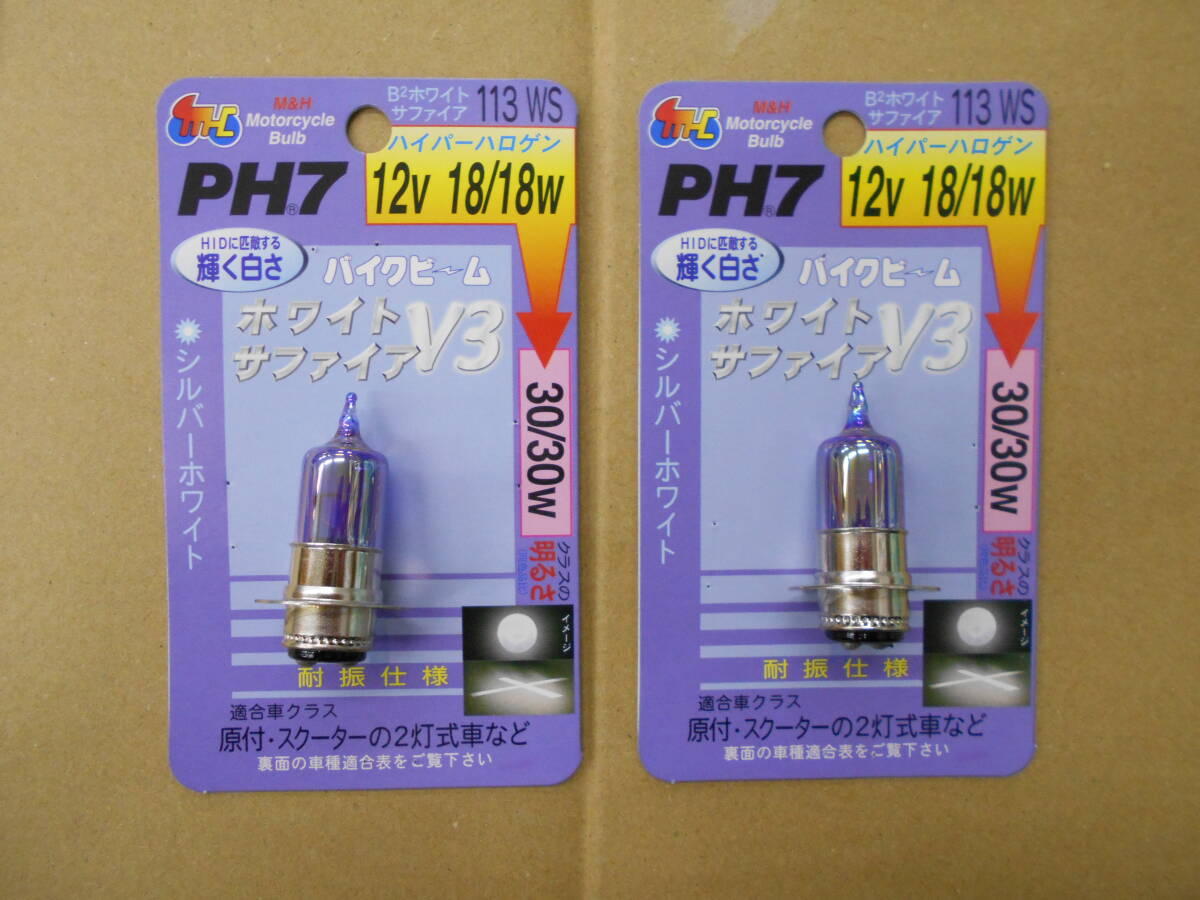 MHC
M&H
Motorcycle
Bulb
B²ホワイト
サファイア
113 WS
ハイパーハロゲン
PH7®
12v 18/18w
HIDに匹敵する
輝く白さ
バイクビーム
ホワイト
サファイア
V3
シルバーホワイト
30/30w
クラスの
明るさ
イメージ
耐振仕様
適合車クラス
原付・スクーターの2灯式車など
裏面の車種適合表をご覧下さい
MHC
M&H
Motorcycle
Bulb
B²ホワイト
サファイア
113 WS
ハイパーハロゲン
PH7®
12v 18/18w
HIDに匹敵する
輝く白さ
バイクビーム
ホワイト
サファイア
V3
シルバーホワイト
30/30w
クラスの
明るさ
イメージ
耐振仕様
適合車クラス
原付・スクーターの2灯式車など
裏面の車種適合表をご覧下さい